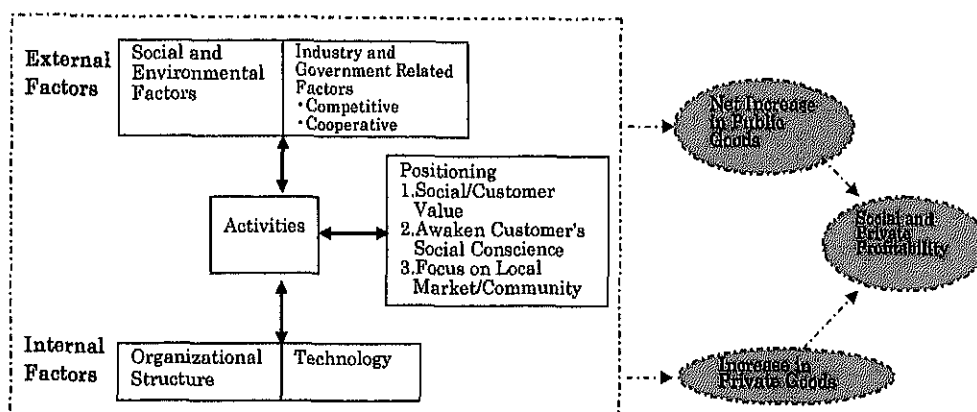 External
Factors
Social and
Environmental
Factors
Industry and
Government Related
Factors
・Competitive
・Cooperative
Activities
Positioning
1.Social/Customer
Value
2.Awaken Customer's
Social Conscience
3.Focus on Local
Market/Community
Internal
Factors
Organizational
Structure
Technology
Net Increase
in Public
Goods
Social and
Private
Profitability
Increase in
Private Goods